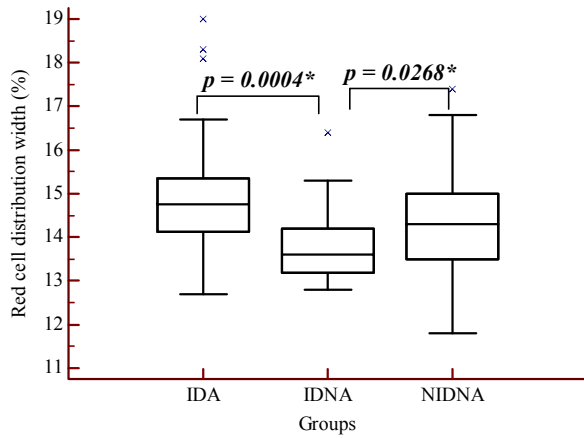 19
18
17
16
15
14
13
12
11
Red cell distribution width (%)
p = 0.0004*
p = 0.0268*
IDA IDNA NIDNA
Groups